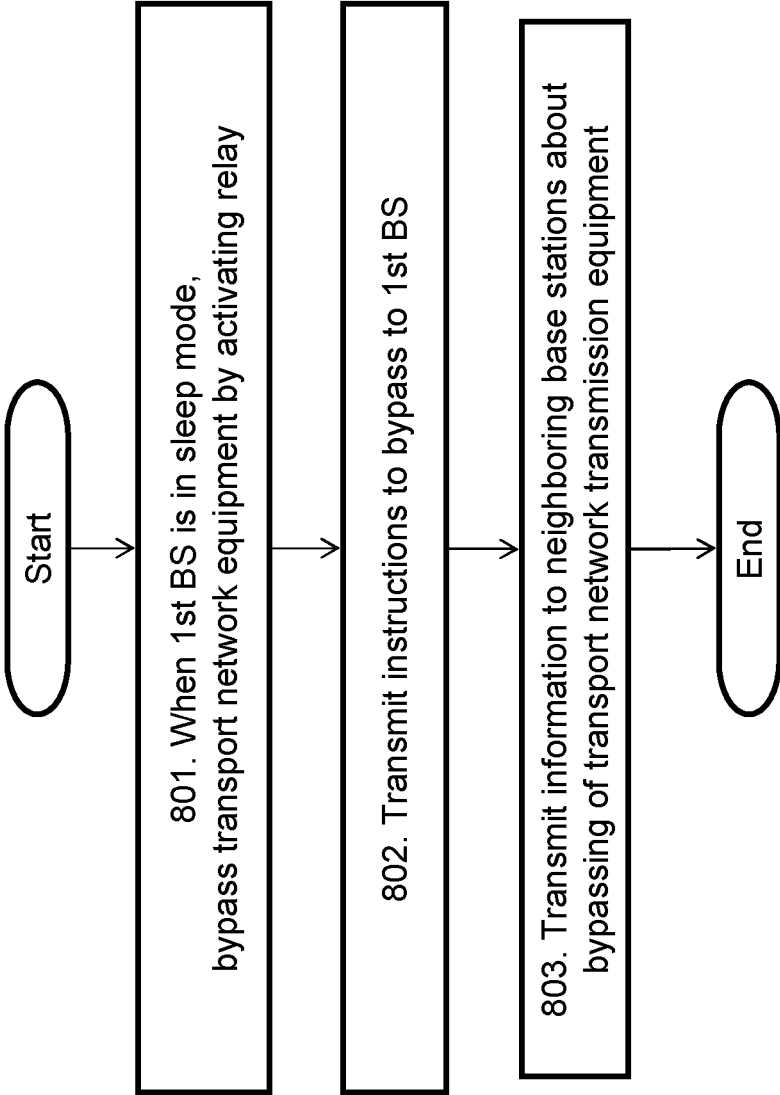 Start
801. When 1st BS is in sleep mode,
bypass transport network equipment by activating relay
802. Transmit instructions to bypass to 1st BS
803. Transmit information to neighboring base stations about
bypassing of transport network transmission equipment
End